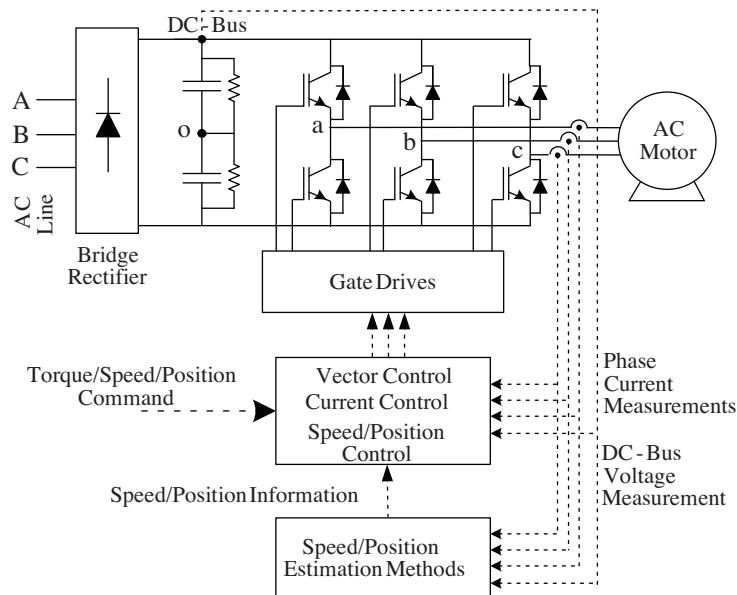 DC-Bus
A
B
C
AC Line
o
a
b
c
AC
Motor
Bridge
Rectifier
Gate Drives
Torque/Speed/Position
Command
Vector Control
Current Control
Speed/Position
Control
Phase
Current
Measurements
DC-Bus
Voltage
Measurement
Speed/Position Information
Speed/Position
Estimation Methods